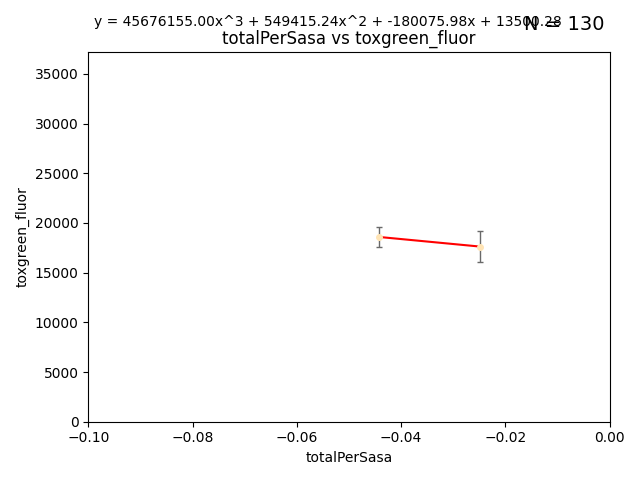 y = 45676155.00x^3 + 549415.24x^2 + -180075.98x + 13500.28
N = 130
totalPerSasa vs toxgreen_fluor
35000
30000
25000
20000
15000
10000
5000
0
toxgreen_fluor
−0.10 −0.08 −0.06 −0.04 −0.02 0.00
totalPerSasa